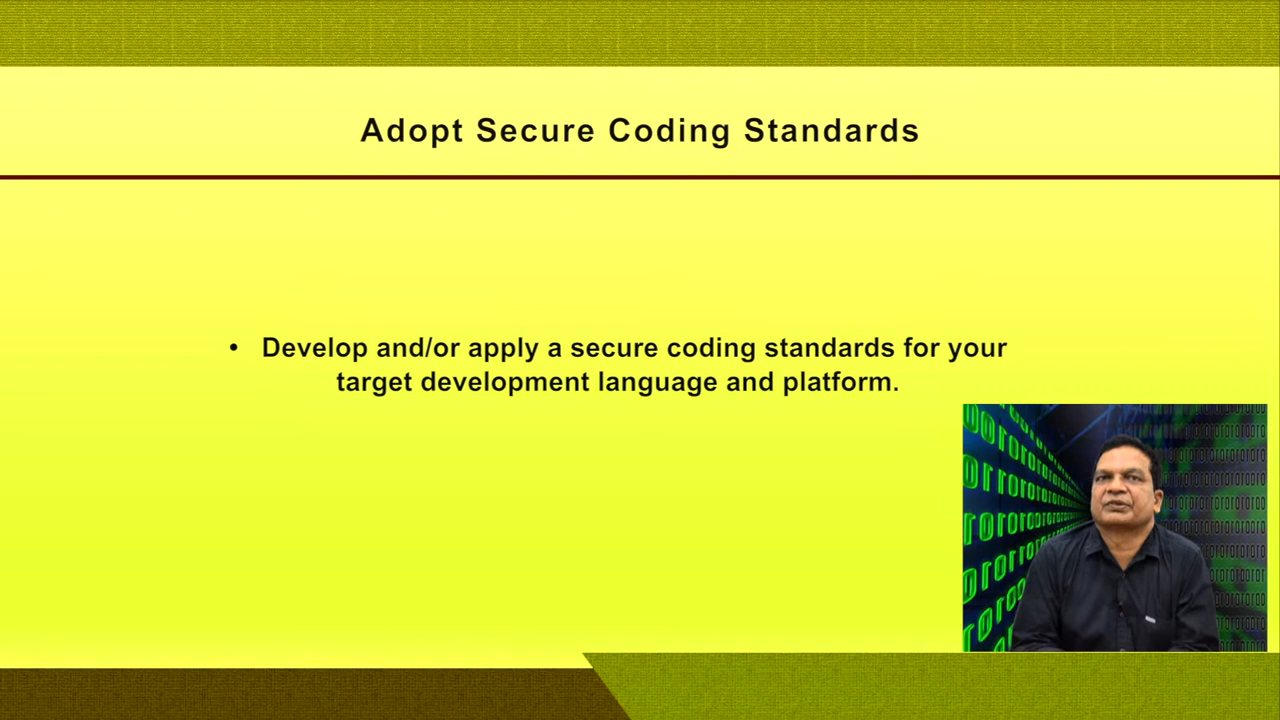 Adopt Secure Coding Standards
• Develop and/or apply a secure coding standards for your
target development language and platform.